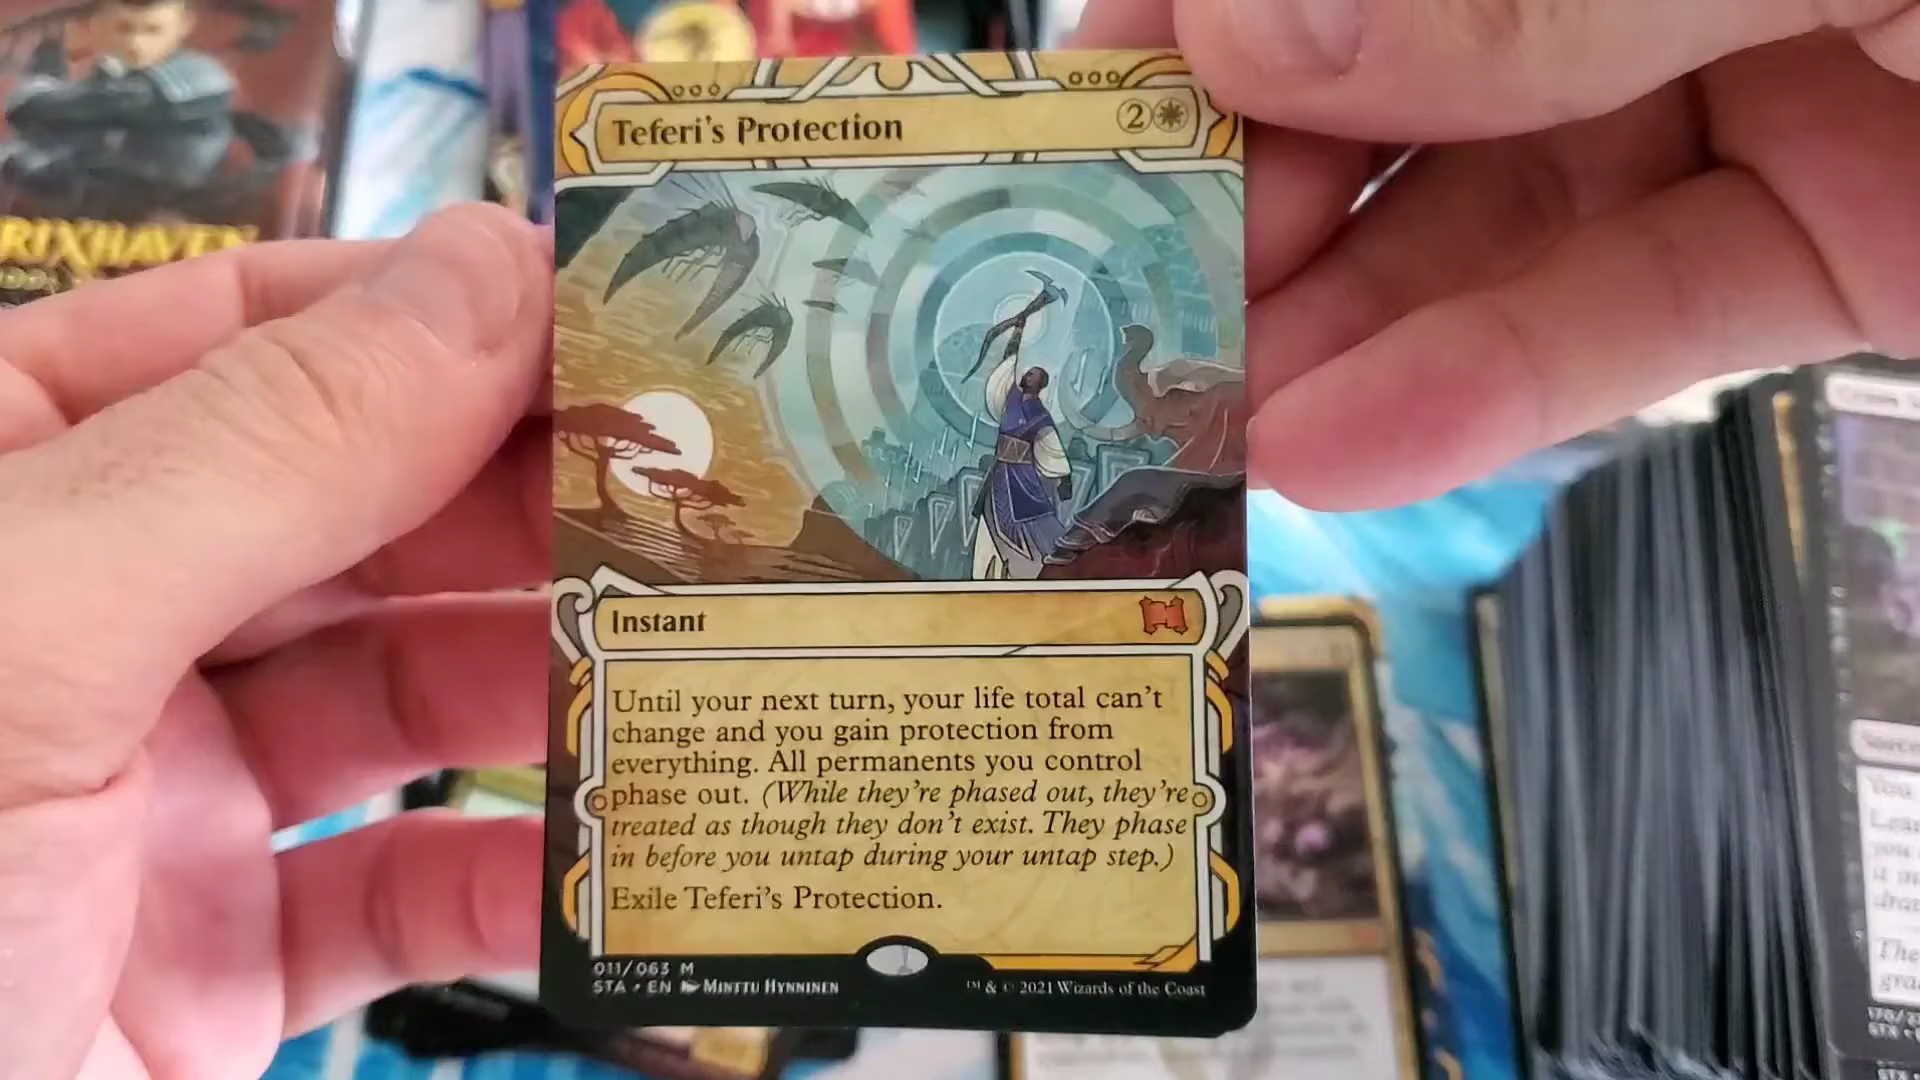 Teferi's Protection
2
Instant
Until your next turn, your life total can't
change and you gain protection from
everything. All permanents you control
phase out. (While they're phased out, they're
treated as though they don't exist. They phase
in before you untap during your untap step.)
Exile Teferi's Protection.
011/063 M
STA • EN MINTTU HYNNINEN
™ & © 2021 Wizards of the Coast
RIXHAVEN
You